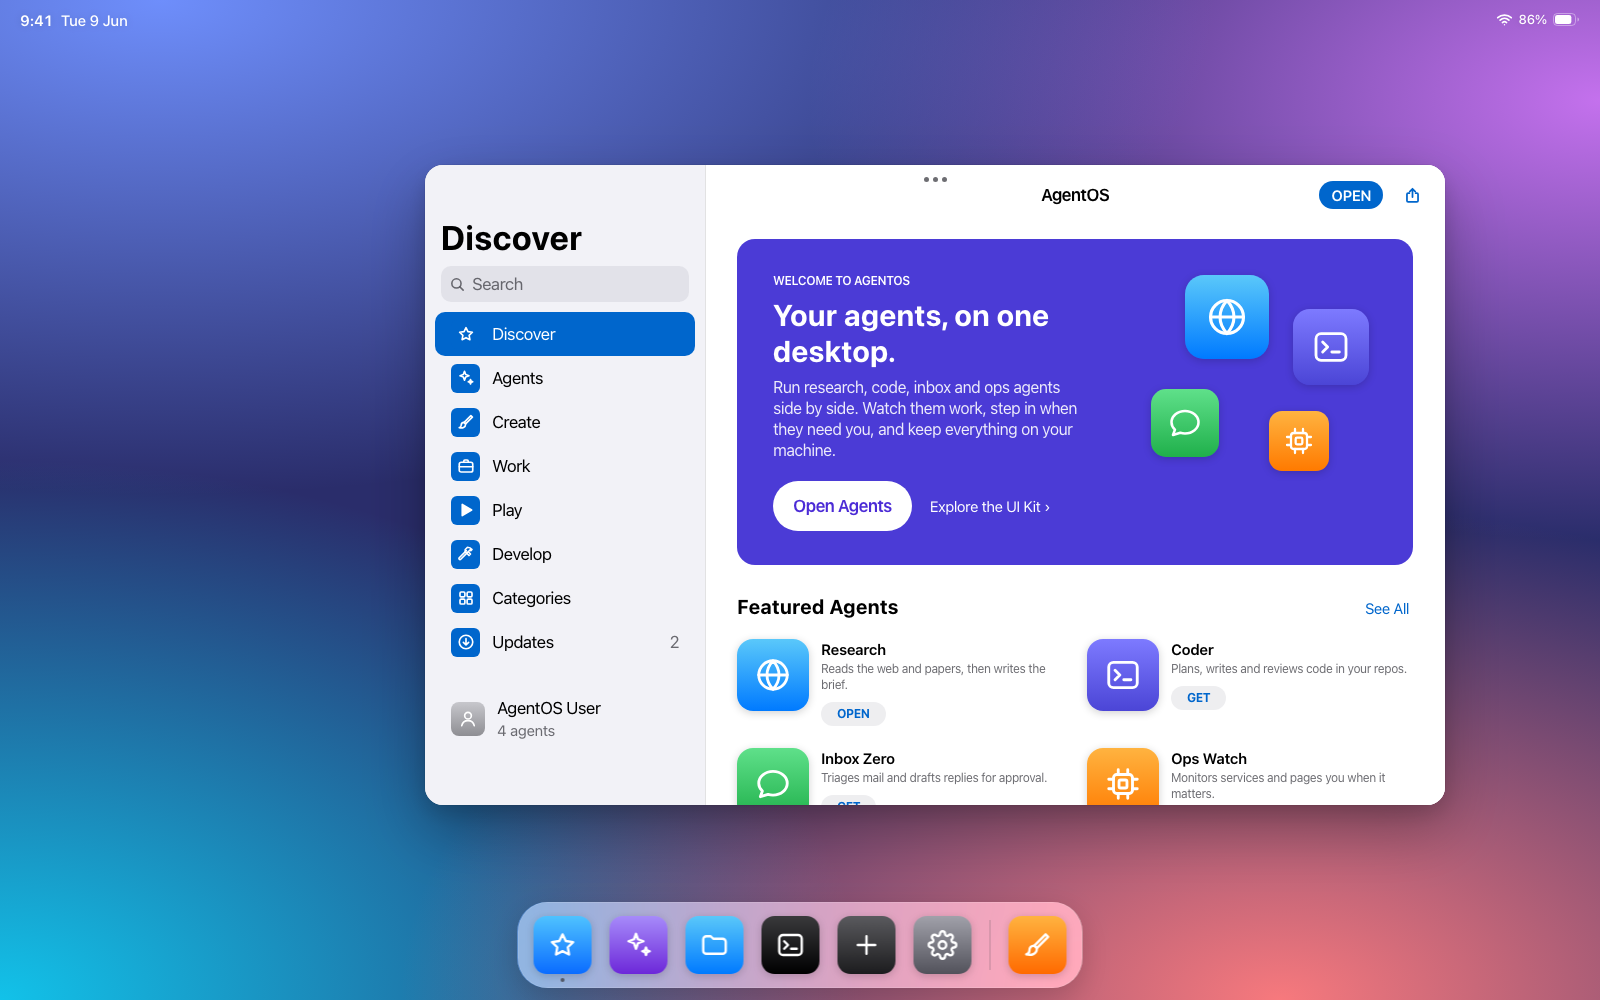 9:41 Tue 9 Jun
86%
Discover
Search
Discover
Agents
Create
Work
Play
Develop
Categories
Updates 2
AgentOS User
4 agents
AgentOS
OPEN
WELCOME TO AGENTOS
Your agents, on one
desktop.
Run research, code, inbox and ops agents
side by side. Watch them work, step in when
they need you, and keep everything on your
machine.
Open Agents
Explore the UI Kit ›
Featured Agents
See All
Research
Reads the web and papers, then writes the
brief.
OPEN
Coder
Plans, writes and reviews code in your repos.
GET
Inbox Zero
Triages mail and drafts replies for approval.
GET
Ops Watch
Monitors services and pages you when it
matters.